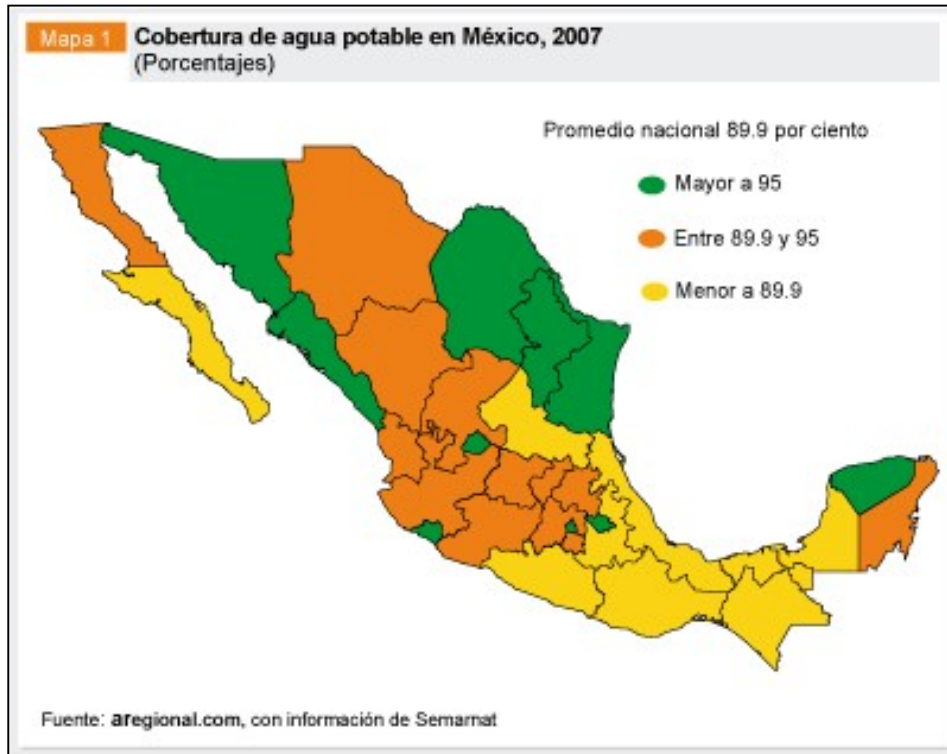 Mapa 1
Cobertura de agua potable en México, 2007
(Porcentajes)
Promedio nacional 89.9 por ciento
Mayor a 95
Entre 89.9 y 95
Menor a 89.9
Fuente: aregional.com, con información de Semarnat